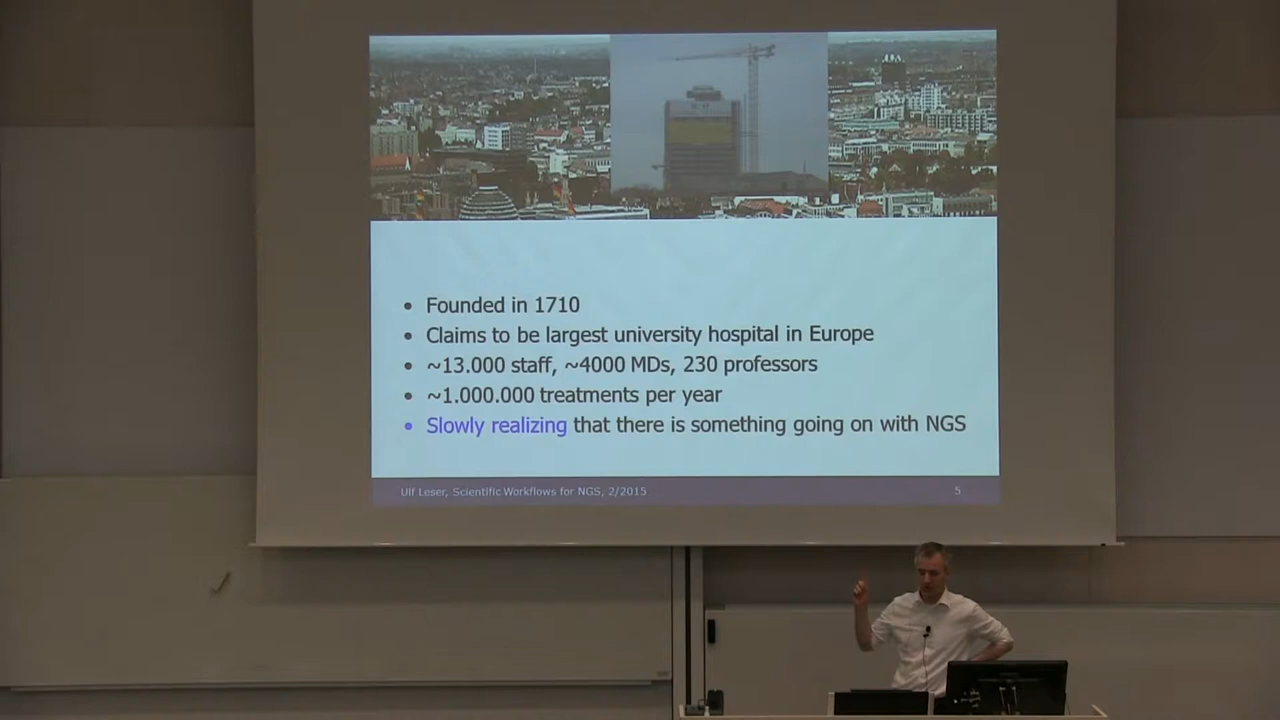 • Founded in 1710
• Claims to be largest university hospital in Europe
• ~13.000 staff, ~4000 MDs, 230 professors
• ~1.000.000 treatments per year
• Slowly realizing that there is something going on with NGS
Ulf Leser, Scientific Workflows for NGS, 2/2015
5